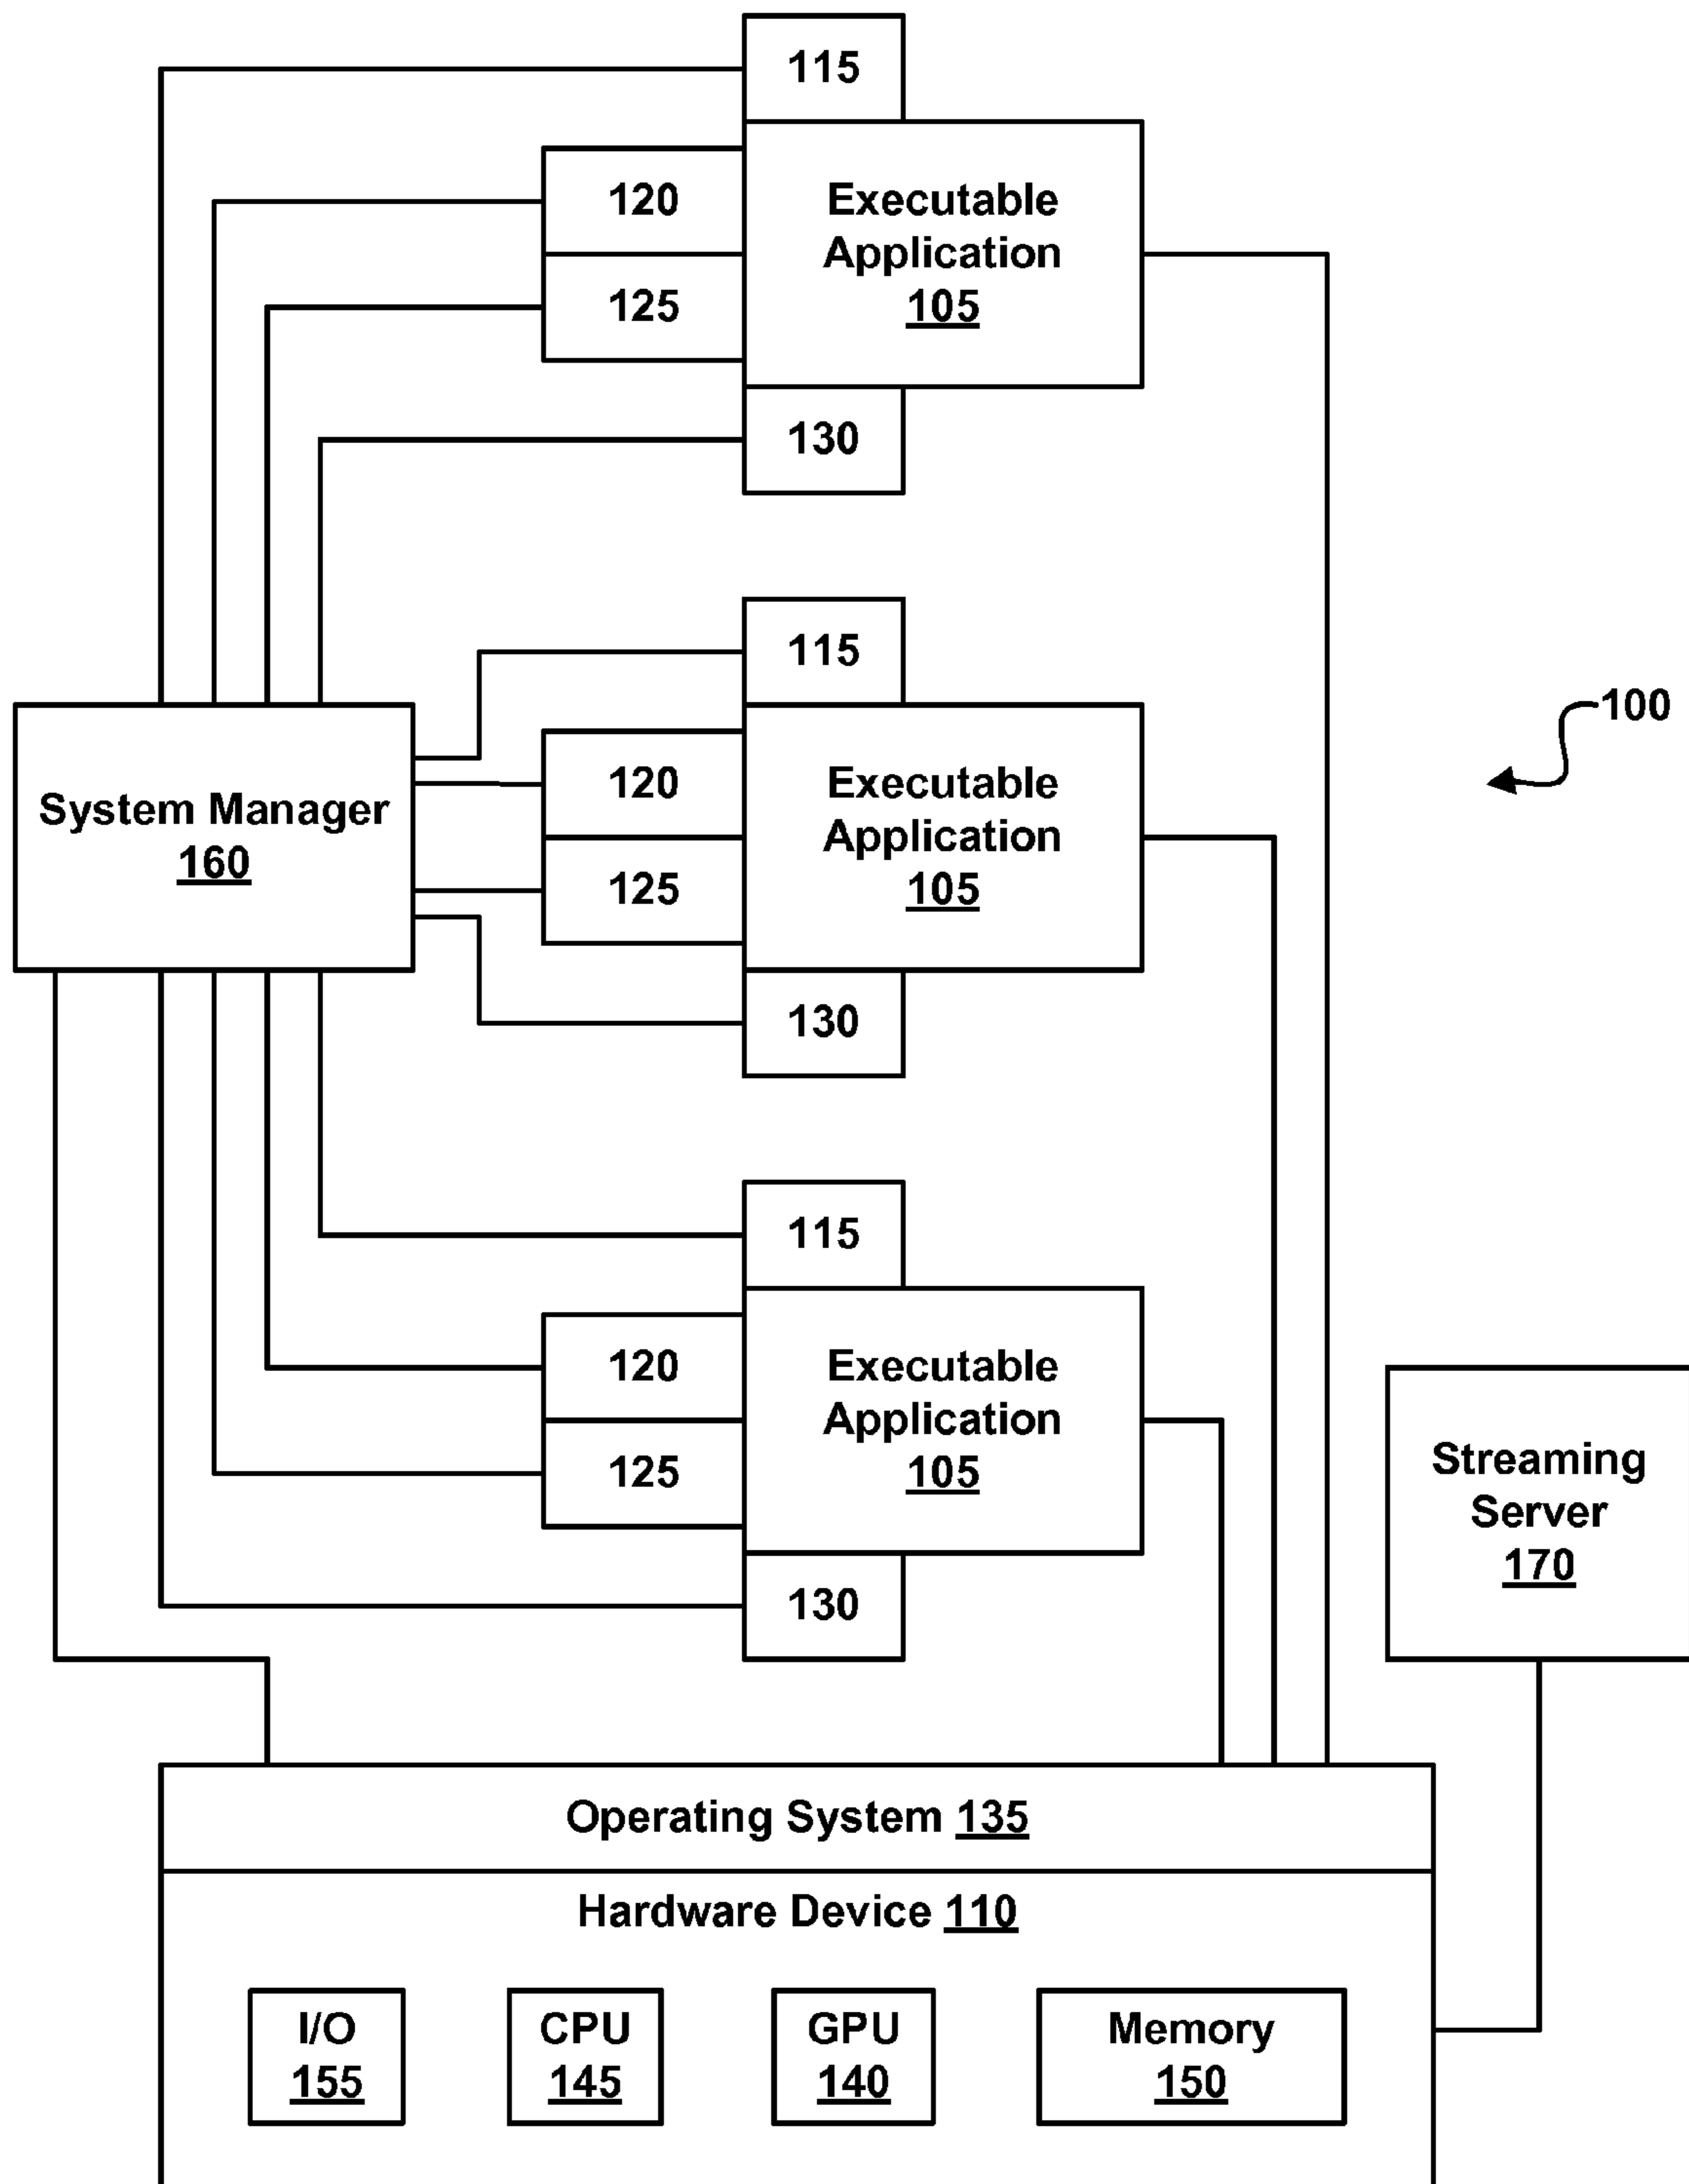 115
120
Executable
Application
105
125
130
115
100
System Manager
160
120
Executable
Application
105
125
130
115
120
Executable
Application
105
125
130
Streaming
Server
170
Operating System 135
Hardware Device 110
I/O
155
CPU
145
GPU
140
Memory
150